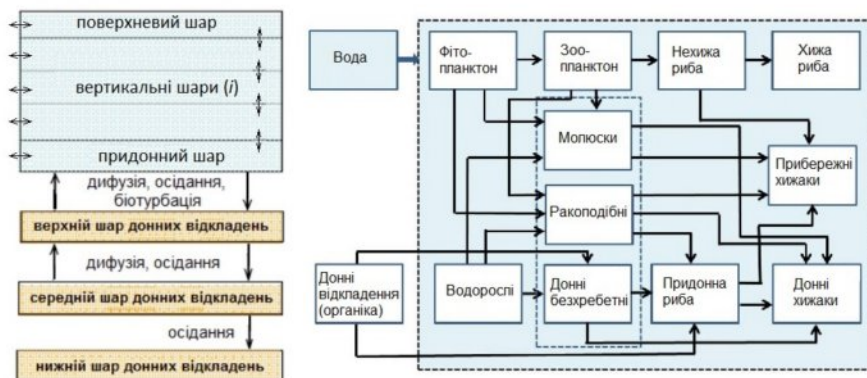 поверхневий шар
вертикальні шари (i)
придонний шар
дифузія, осідання,
біотурбація
верхній шар донних відкладень
дифузія, осідання
середній шар донних відкладень
осідання
нижній шар донних відкладень
Вода
Фіто-
планктон
Зоо-
планктон
Нехижа
риба
Хижа
риба
Молюски
Прибережні
хижаки
Ракоподібні
Донні
відкладення
(органіка)
Водорослі
Донні
безхребетні
Придонна
риба
Донні
хижаки